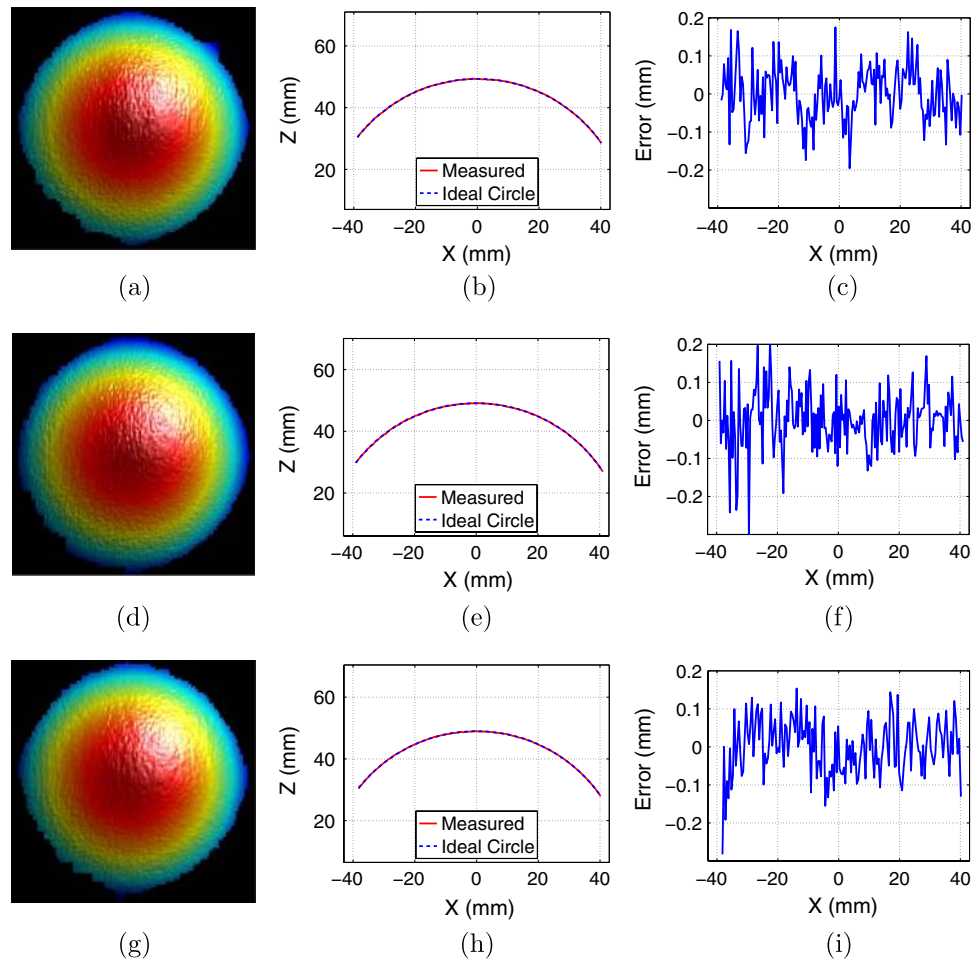 60
40
20
Z (mm)
Measured
Ideal Circle
−40 −20 0 20 40
X (mm)
0.2
0.1
0
−0.1
−0.2
Error (mm)
−40 −20 0 20 40
X (mm)
(a) (b) (c)
60
40
20
Z (mm)
Measured
Ideal Circle
−40 −20 0 20 40
X (mm)
0.2
0.1
0
−0.1
−0.2
Error (mm)
−40 −20 0 20 40
X (mm)
(d) (e) (f)
60
40
20
Z (mm)
Measured
Ideal Circle
−40 −20 0 20 40
X (mm)
0.2
0.1
0
−0.1
−0.2
Error (mm)
−40 −20 0 20 40
X (mm)
(g) (h) (i)